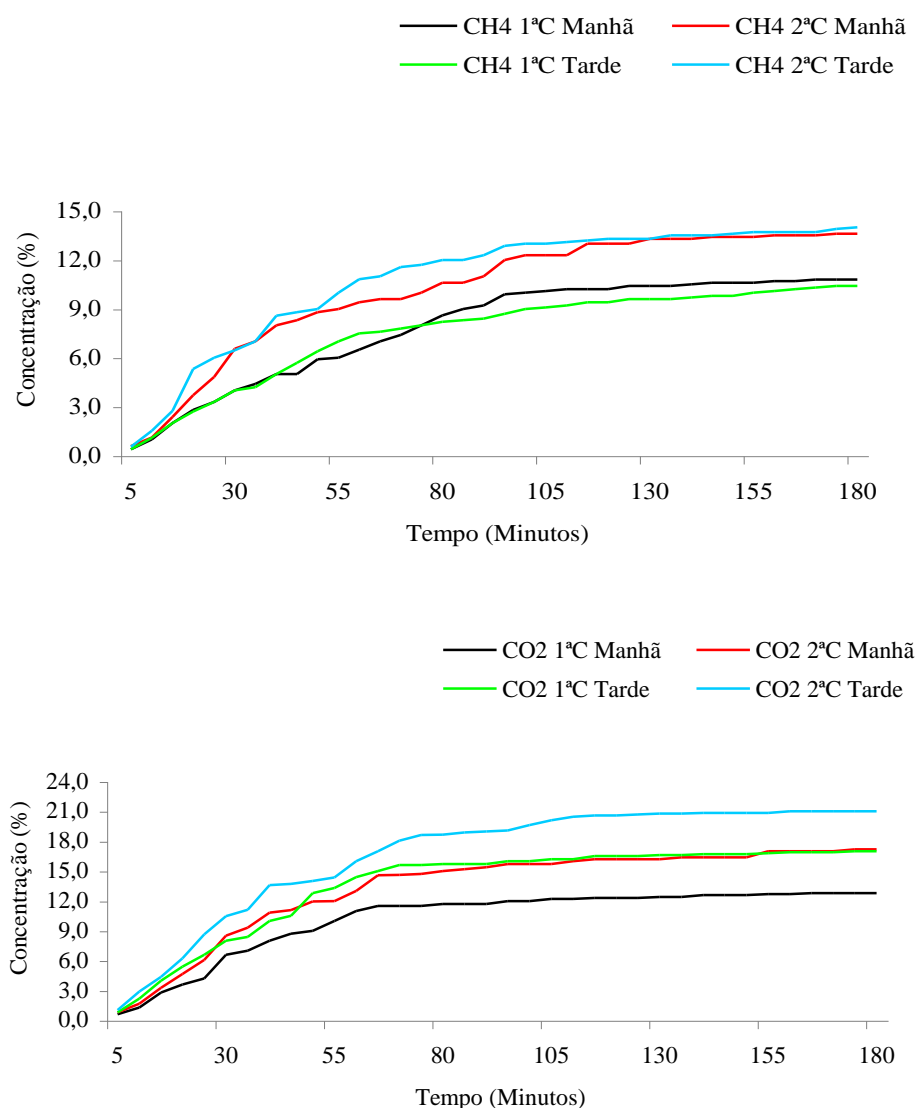 CH4 1ªC Manhã CH4 2ªC Manhã
CH4 1ªC Tarde CH4 2ªC Tarde
Concentração (%)
15,0
12,0
9,0
6,0
3,0
0,0
5 30 55 80 105 130 155 180
Tempo (Minutos)
CO2 1ªC Manhã CO2 2ªC Manhã
CO2 1ªC Tarde CO2 2ªC Tarde
Concentração (%)
24,0
21,0
18,0
15,0
12,0
9,0
6,0
3,0
0,0
5 30 55 80 105 130 155 180
Tempo (Minutos)